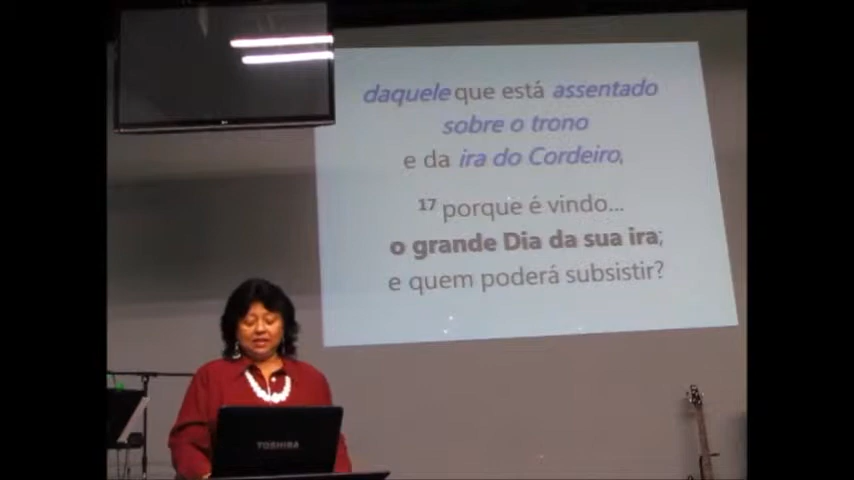 daquele que está assentado
sobre o trono
e da ira do Cordeiro,
17 porque é vindo...
o grande Dia da sua ira;
e quem poderá subsistir?
TOSHIBA